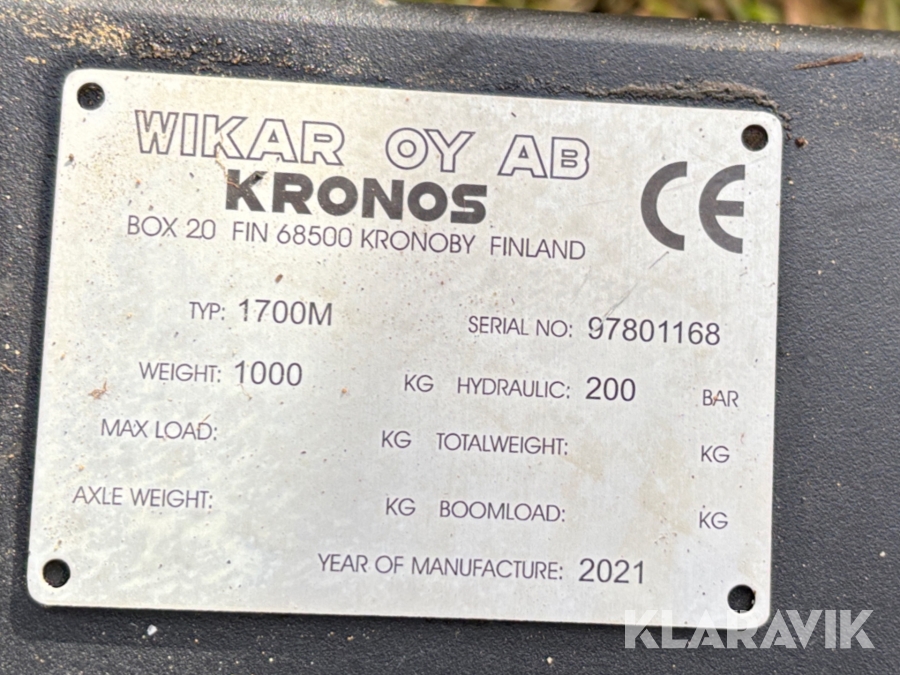 WIKAR OY AB
KRONOS
CE
BOX 20 FIN 68500 KRONOBY FINLAND
TYP: 1700M SERIAL NO: 97801168
WEIGHT: 1000 KG HYDRAULIC: 200 BAR
MAX LOAD: KG TOTALWEIGHT: KG
AXLE WEIGHT: KG BOOMLOAD: KG
YEAR OF MANUFACTURE: 2021
KLARAVIK